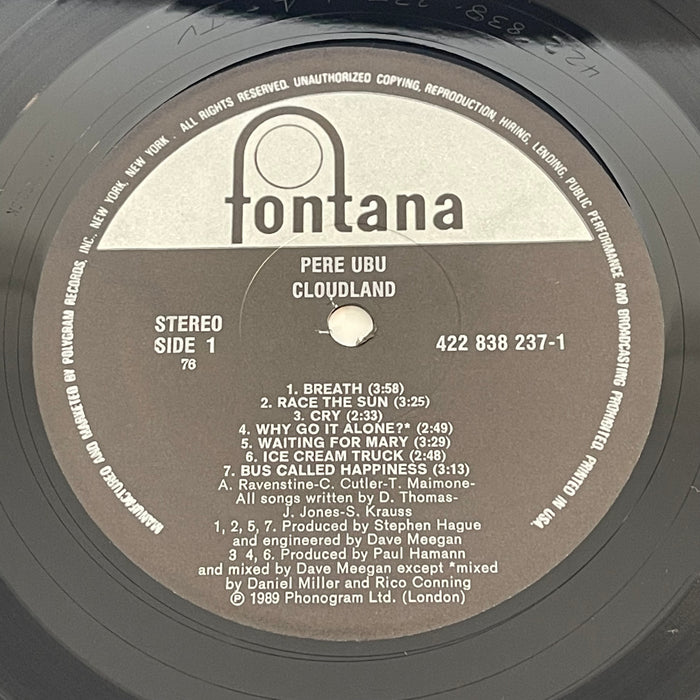 MANUFACTURED AND MARKETED BY POLYGRAM RECORDS, INC., NEW YORK, NEW YORK . ALL RIGHTS RESERVED. UNAUTHORIZED COPYING, REPRODUCTION, HIRING, LENDING, PUBLIC PERFORMANCE AND BROADCASTING PROHIBITED. PRINTED IN USA.
fontana
PERE UBU
CLOUDLAND
STEREO
SIDE 1
76
422 838 237-1
1. BREATH (3:58)
2. RACE THE SUN (3:25)
3. CRY (2:33)
4. WHY GO IT ALONE?* (2:49)
5. WAITING FOR MARY (3:29)
6. ICE CREAM TRUCK (2:48)
7. BUS CALLED HAPPINESS (3:13)
A. Ravenstine-C. Cutler-T. Maimone-
All songs written by D. Thomas-
J. Jones-S. Krauss
1, 2, 5, 7. Produced by Stephen Hague
and engineered by Dave Meegan
3 4, 6. Produced by Paul Hamann
and mixed by Dave Meegan except *mixed
by Daniel Miller and Rico Conning
℗ 1989 Phonogram Ltd. (London)